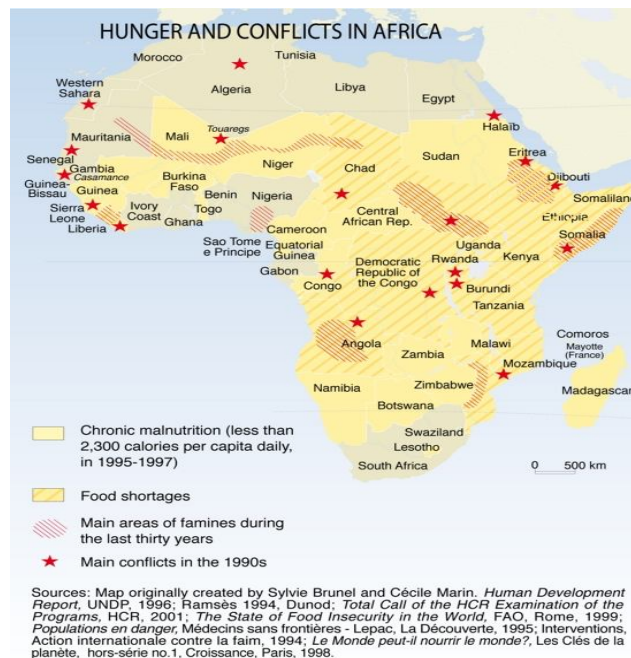 HUNGER AND CONFLICTS IN AFRICA
Morocco
Tunisia
Western
Sahara
Algeria
Libya
Egypt
Halaïb
Mauritania
Mali
Touaregs
Niger
Chad
Sudan
Eritrea
Djibouti
Senegal
Gambia
Casamance
Guinea-
Bissau
Guinea
Sierra
Leone
Liberia
Burkina
Faso
Ivory
Coast
Ghana
Togo
Benin
Nigeria
Somaliland
Ethiopia
Somalia
Central
African Rep.
Cameroon
Sao Tome
e Principe
Equatorial
Guinea
Gabon
Congo
Democratic
Republic of
the Congo
Uganda
Rwanda
Kenya
Burundi
Tanzania
Angola
Zambia
Malawi
Comoros
Mayotte
(France)
Mozambique
Zimbabwe
Madagascar
Namibia
Botswana
Swaziland
Lesotho
South Africa
Chronic malnutrition (less than
2,300 calories per capita daily,
in 1995-1997)
Food shortages
Main areas of famines during
the last thirty years
Main conflicts in the 1990s
0 500 km
Sources: Map originally created by Sylvie Brunel and Cécile Marin. Human Development
Report, UNDP, 1996; Ramsès 1994, Dunod; Total Call of the HCR Examination of the
Programs, HCR, 2001; The State of Food Insecurity in the World, FAO, Rome, 1999;
Populations en danger, Médecins sans frontières - Lepac, La Découverte, 1995; Interventions,
Action internationale contre la faim, 1994; Le Monde peut-il nourrir le monde?, Les Clés de la
planète, hors-série no.1, Croissance, Paris, 1998.